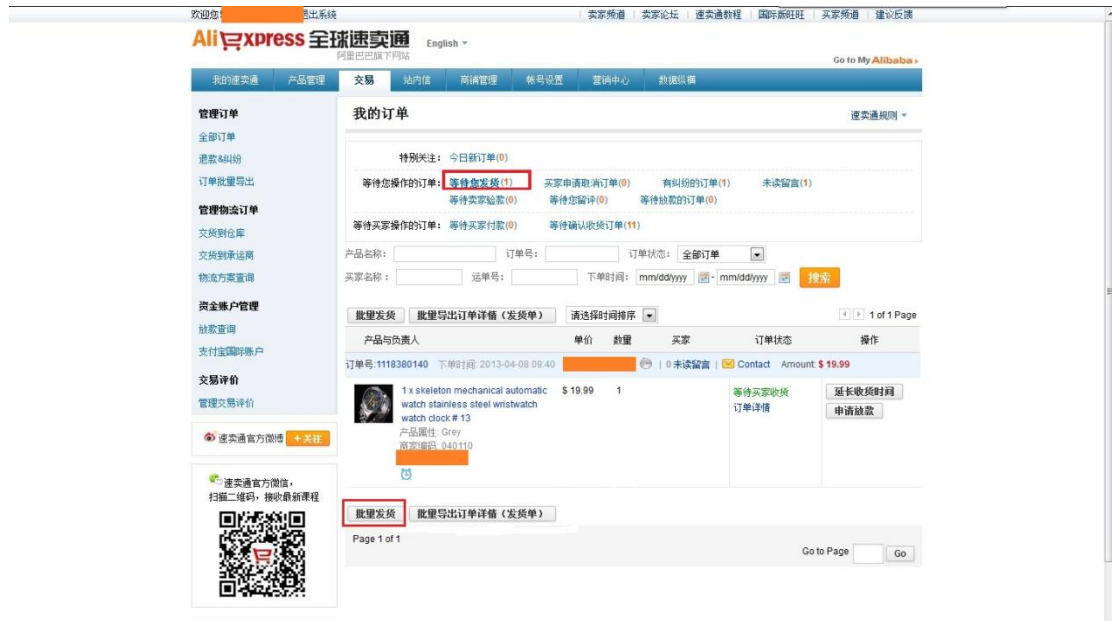 欢迎您 退出系统 卖家频道 | 卖家论坛 | 速卖通教程 | 国际版旺旺 | 买家频道 | 建议反馈
AliExpress 全球速卖通 English
阿里巴巴旗下网站
Go to My Alibaba
我的速卖通 产品管理 交易 站内信 商铺管理 帐号设置 营销中心 数据纵横
管理订单
全部订单
退款&纠纷
订单批量导出
管理物流订单
交货到仓库
交货到承运商
物流方案查询
资金账户管理
放款查询
支付宝国际账户
交易评价
管理交易评价
速卖通官方微博 +关注
速卖通官方微信,
扫描二维码,接收最新课程
我的订单 速卖通规则
特别关注: 今日新订单(0)
等待您操作的订单: 等待您发货(1) 买家申请取消订单(0) 有纠纷的订单(1) 未读留言(1)
等待卖家验款(0) 等待您留评(0) 等待放款的订单(0)
等待买家操作的订单: 等待买家付款(0) 等待确认收货订单(11)
产品名称: 订单号: 订单状态: 全部订单
买家名称: 运单号: 下单时间: mm/dd/yyyy - mm/dd/yyyy 搜索
批量发货 批量导出订单详情(发货单) 请选择时间排序 1 of 1 Page
产品与负责人 单价 数量 买家 订单状态 操作
订单号:1118380140 下单时间: 2013-04-08 09:40 | 0 未读留言 | Contact Amount: $ 19.99
1 x skeleton mechanical automatic $ 19.99 1 等待买家收货 延长收货时间
watch stainless steel wristwatch 订单详情 申请放款
watch clock # 13
产品属性: Grey
商家编码: 040110
批量发货 批量导出订单详情(发货单)
Page 1 of 1
Go to Page Go